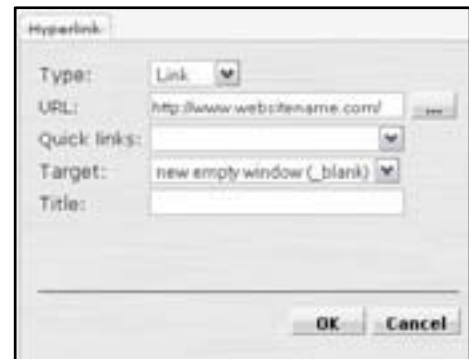 Hyperlink
Type: Link
URL: http://www.websitename.com/ ...
Quick links:
Target: new empty window (_blank)
Title:
OK Cancel